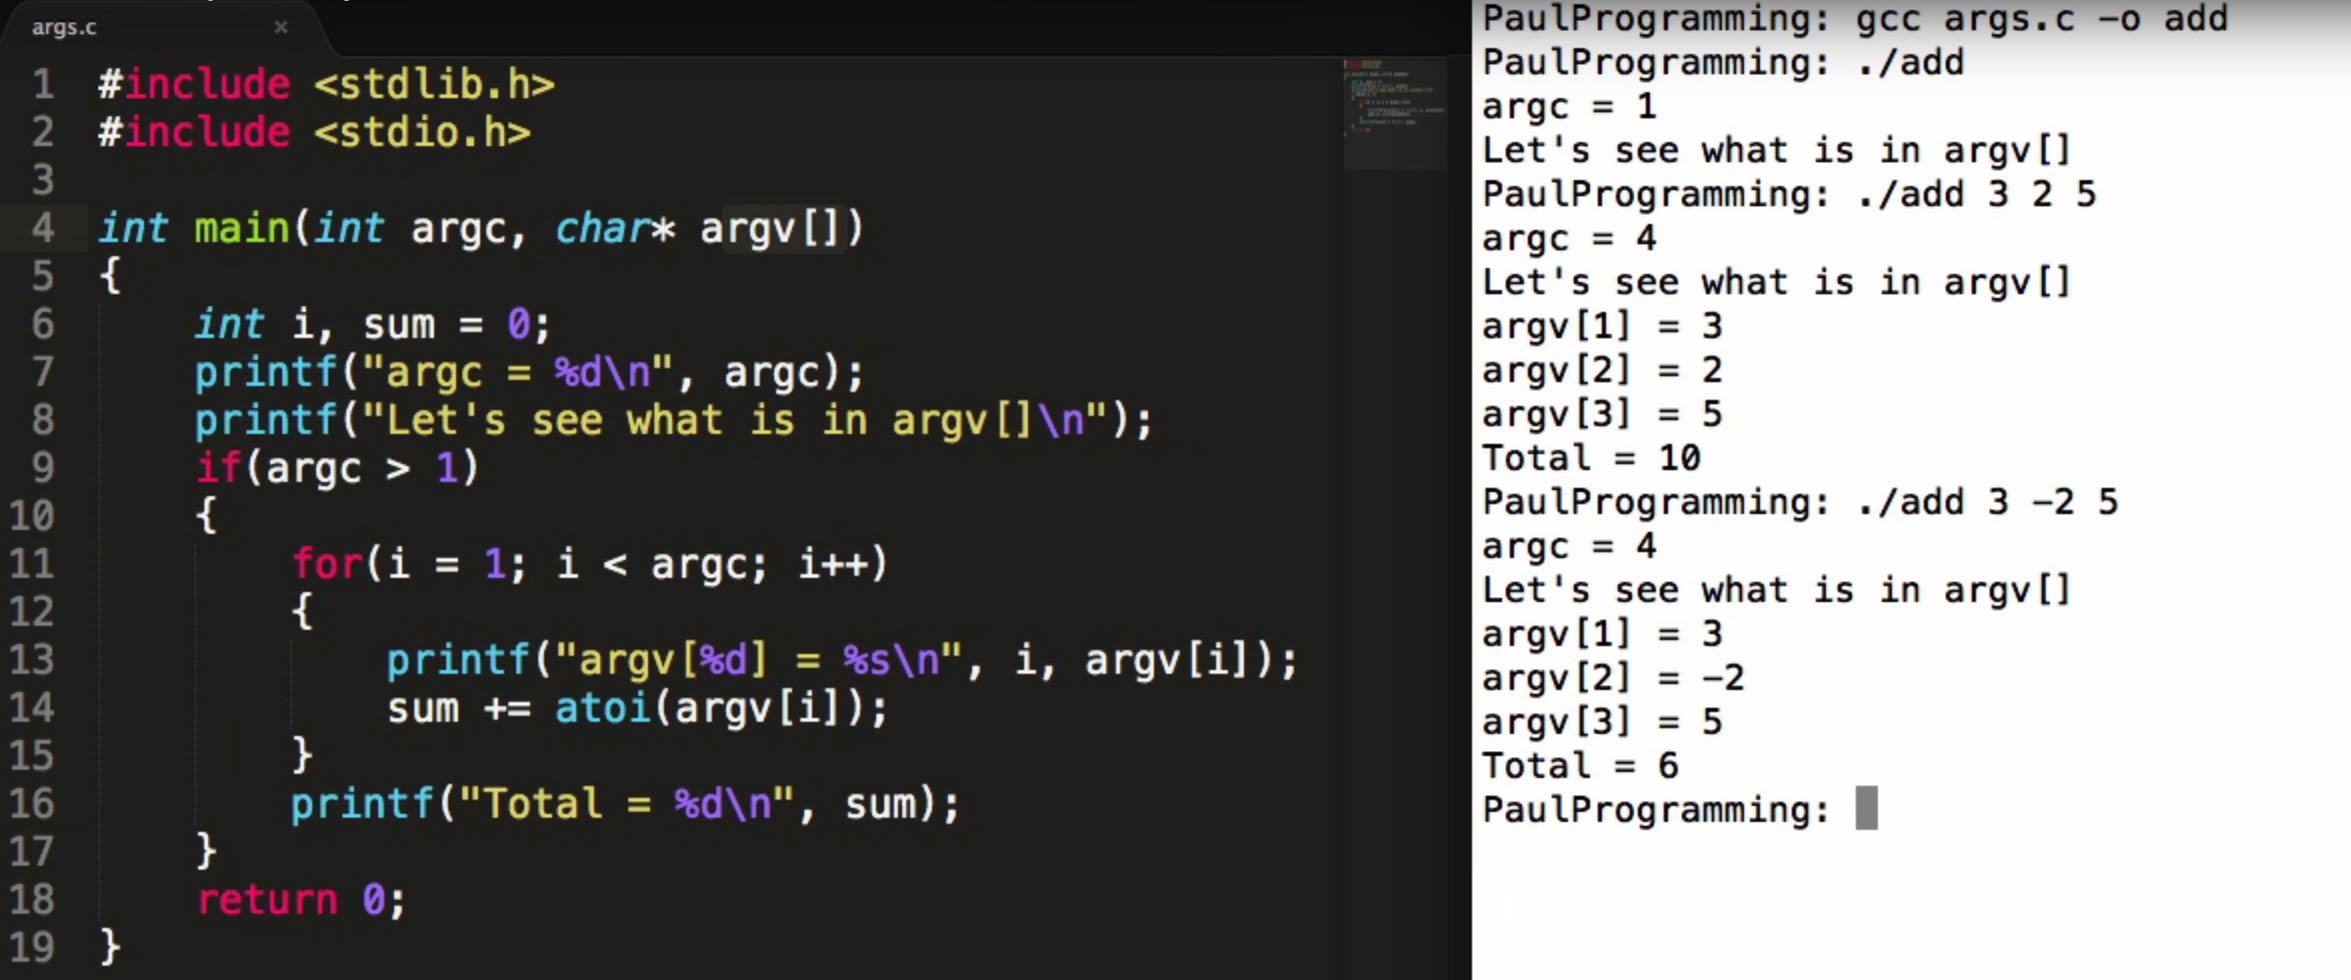 args.c ×
1 #include <stdlib.h>
2 #include <stdio.h>
3
4 int main(int argc, char* argv[])
5 {
6     int i, sum = 0;
7     printf("argc = %d\n", argc);
8     printf("Let's see what is in argv[]\n");
9     if(argc > 1)
10     {
11         for(i = 1; i < argc; i++)
12         {
13             printf("argv[%d] = %s\n", i, argv[i]);
14             sum += atoi(argv[i]);
15         }
16         printf("Total = %d\n", sum);
17     }
18     return 0;
19 }
PaulProgramming: gcc args.c -o add
PaulProgramming: ./add
argc = 1
Let's see what is in argv[]
PaulProgramming: ./add 3 2 5
argc = 4
Let's see what is in argv[]
argv[1] = 3
argv[2] = 2
argv[3] = 5
Total = 10
PaulProgramming: ./add 3 -2 5
argc = 4
Let's see what is in argv[]
argv[1] = 3
argv[2] = -2
argv[3] = 5
Total = 6
PaulProgramming: